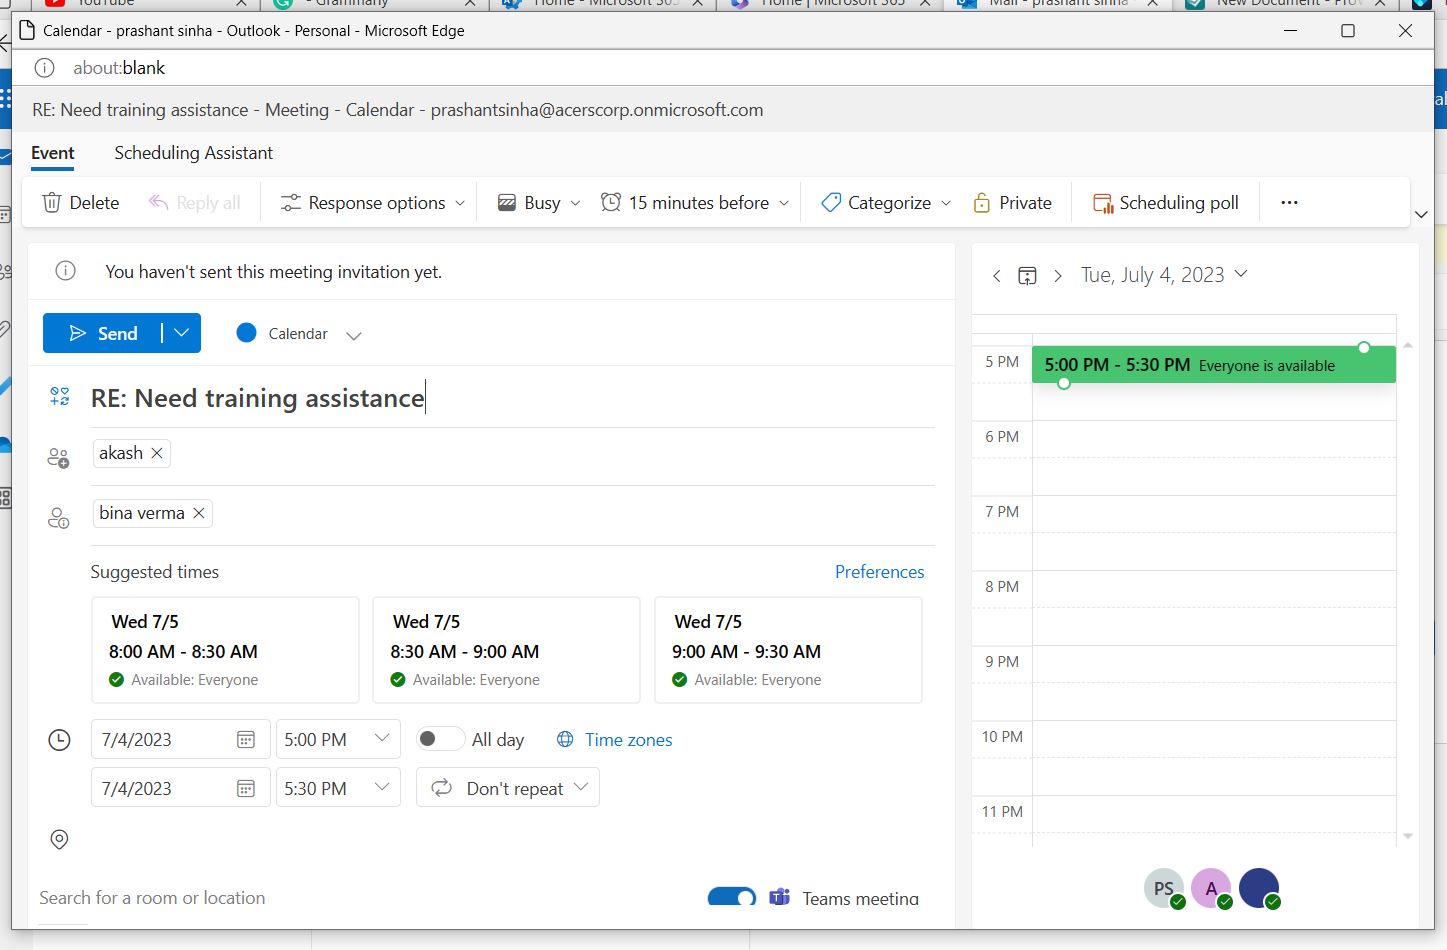 YouTube
- Grammarly
Home - Microsoft 365
Home | Microsoft 365
Mail - prashant sinha
New Document - Pro
Calendar - prashant sinha - Outlook - Personal - Microsoft Edge
about:blank
RE: Need training assistance - Meeting - Calendar - prashantsinha@acerscorp.onmicrosoft.com
Event Scheduling Assistant
Delete Reply all Response options Busy 15 minutes before Categorize Private Scheduling poll ...
You haven't sent this meeting invitation yet.
Tue, July 4, 2023
Send Calendar
RE: Need training assistance
akash
bina verma
Suggested times Preferences
Wed 7/5
8:00 AM - 8:30 AM
Available: Everyone
Wed 7/5
8:30 AM - 9:00 AM
Available: Everyone
Wed 7/5
9:00 AM - 9:30 AM
Available: Everyone
7/4/2023 5:00 PM All day Time zones
7/4/2023 5:30 PM Don't repeat
Search for a room or location Teams meeting
5 PM 5:00 PM - 5:30 PM Everyone is available
6 PM
7 PM
8 PM
9 PM
10 PM
11 PM
PS A